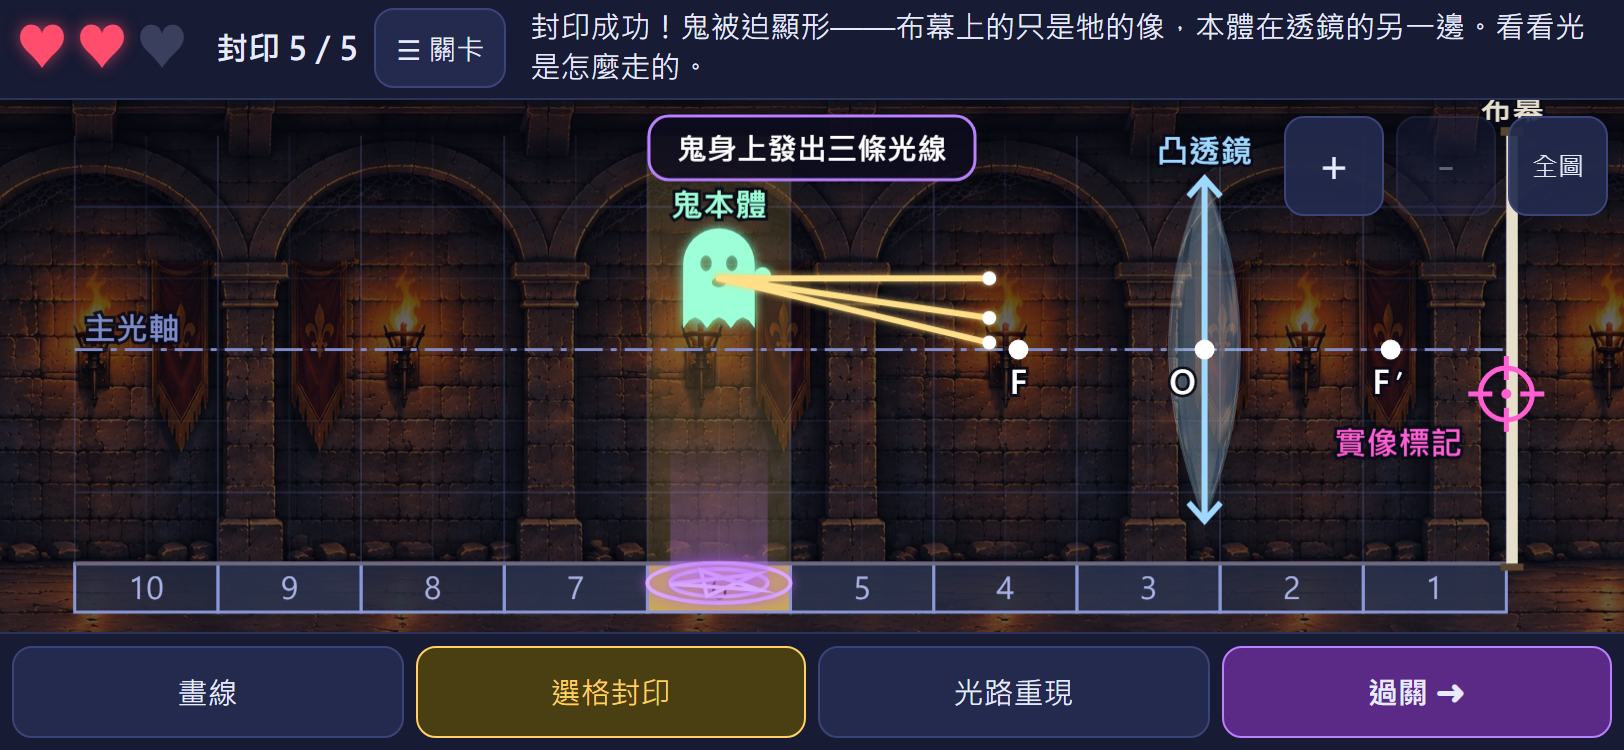 封印 5 / 5
☰ 關卡
封印成功！鬼被迫顯形——布幕上的只是牠的像，本體在透鏡的另一邊。看看光
是怎麼走的。
布幕
鬼身上發出三條光線
凸透鏡
+
-
全圖
鬼本體
主光軸
F
O
F′
實像標記
10
9
8
7
5
4
3
2
1
畫線
選格封印
光路重現
過關 ➜